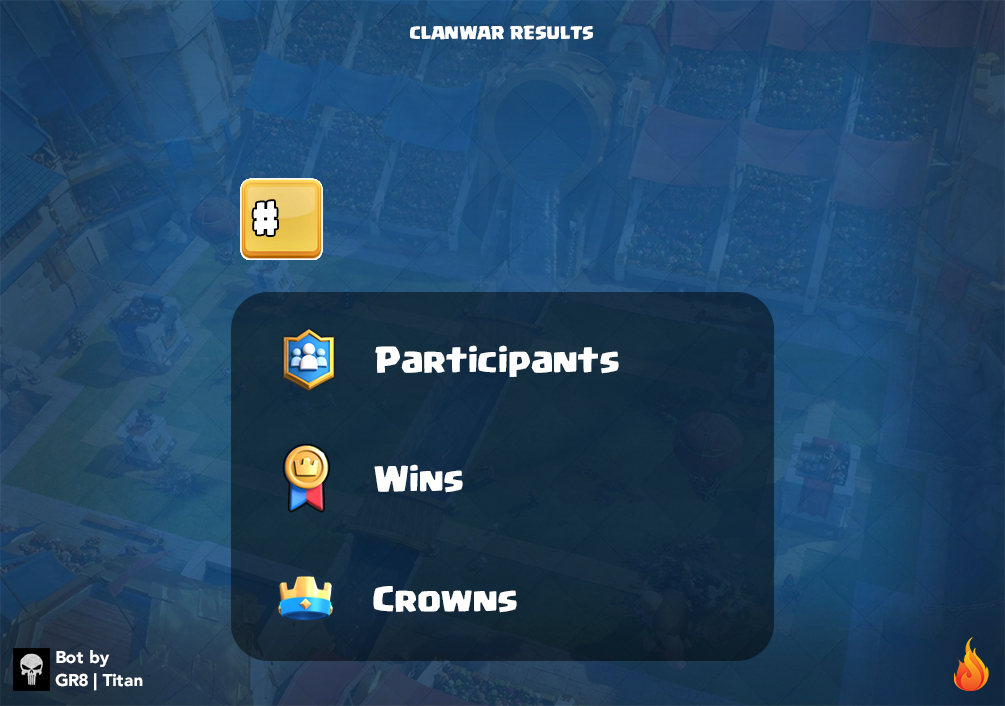 CLANWAR RESULTS
#
Participants
Wins
Crowns
Bot by
GR8 | Titan